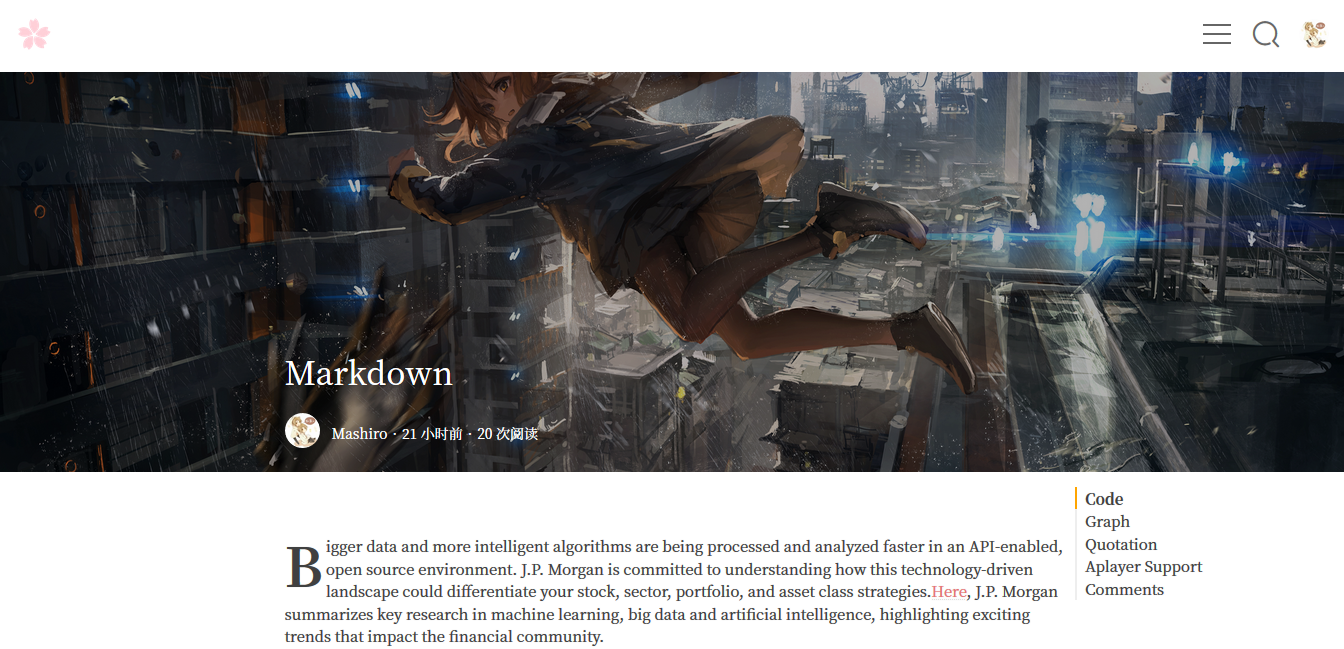 Markdown
Mashiro · 21 小时前 · 20 次阅读
Code
Graph
Quotation
Aplayer Support
Comments
Bigger data and more intelligent algorithms are being processed and analyzed faster in an API-enabled,
open source environment. J.P. Morgan is committed to understanding how this technology-driven
landscape could differentiate your stock, sector, portfolio, and asset class strategies.Here, J.P. Morgan
summarizes key research in machine learning, big data and artificial intelligence, highlighting exciting
trends that impact the financial community.